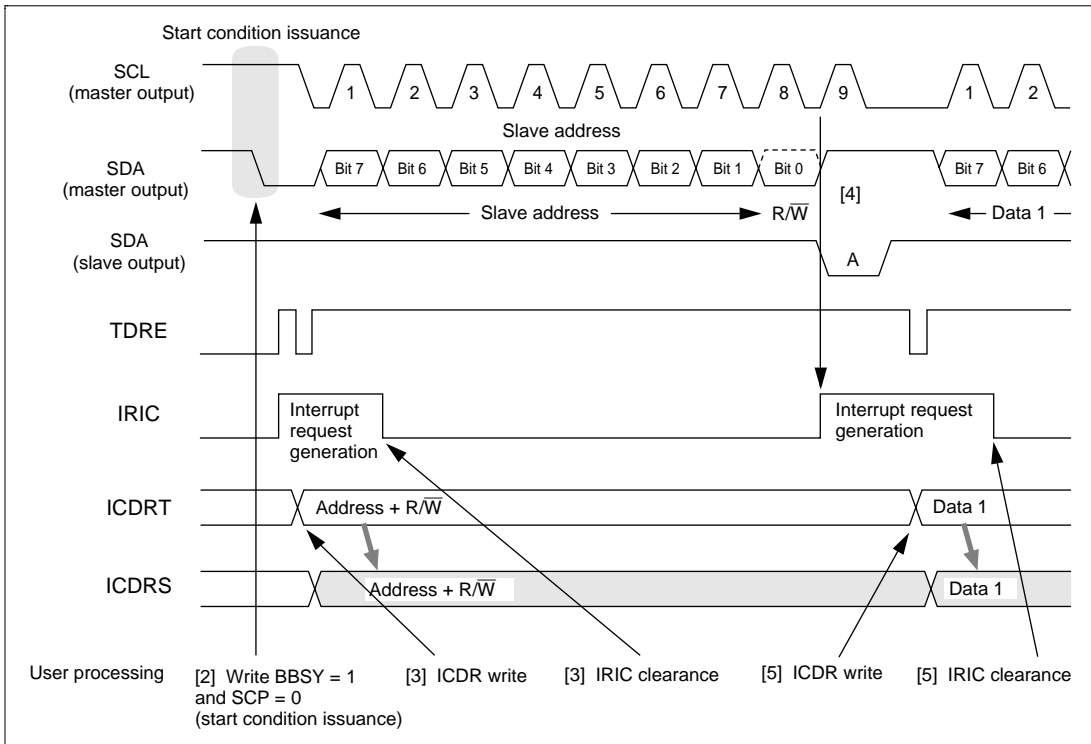 Start condition issuance
SCL
(master output)
1 2 3 4 5 6 7 8 9 1 2
Slave address
SDA
(master output)
Bit 7 Bit 6 Bit 5 Bit 4 Bit 3 Bit 2 Bit 1 Bit 0 Bit 7 Bit 6
[4]
Slave address R/W̅ Data 1
SDA
(slave output)
A
TDRE
IRIC
Interrupt
request
generation
Interrupt request
generation
ICDRT
Address + R/W̅
Data 1
ICDRS
Address + R/W̅
Data 1
User processing
[2] Write BBSY = 1
and SCP = 0
(start condition issuance)
[3] ICDR write
[3] IRIC clearance
[5] ICDR write
[5] IRIC clearance